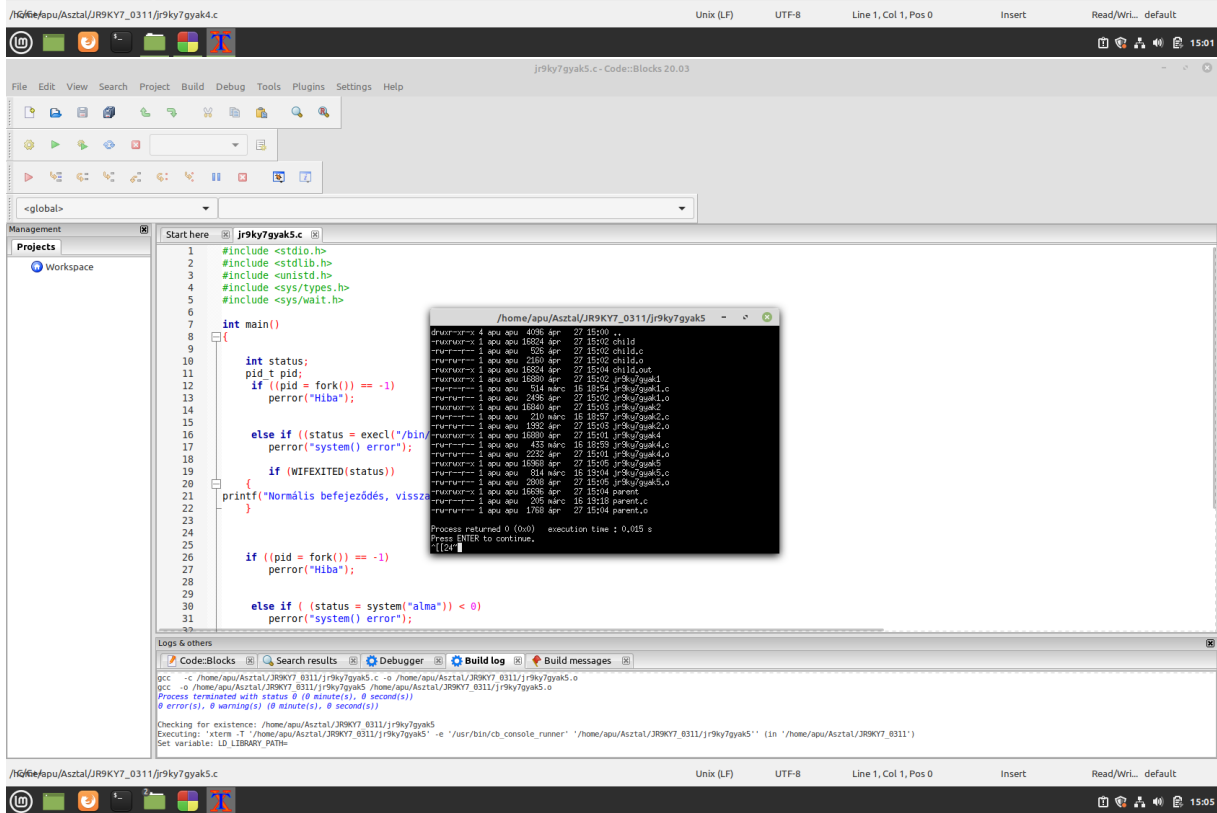 /home/apu/Asztal/JR9KY7_0311/jr9ky7gyak4.c Unix (LF) UTF-8 Line 1, Col 1, Pos 0 Insert Read/Wri... default
15:01
jr9ky7gyak5.c - Code::Blocks 20.03
File Edit View Search Project Build Debug Tools Plugins Settings Help
<global>
Management
Projects
Workspace
Start here jr9ky7gyak5.c
1 #include <stdio.h>
2 #include <stdlib.h>
3 #include <unistd.h>
4 #include <sys/types.h>
5 #include <sys/wait.h>
6
7 int main()
8 {
9
10 int status;
11 pid_t pid;
12 if ((pid = fork()) == -1)
13 perror("Hiba");
14
15
16 else if ((status = execl("/bin/
17 perror("system() error");
18
19 if (WIFEXITED(status))
20 {
21 printf("Normális befejeződés, vissza
22 }
23
24
25
26 if ((pid = fork()) == -1)
27 perror("Hiba");
28
29
30 else if ( (status = system("alma")) < 0)
31 perror("system() error");
32
/home/apu/Asztal/JR9KY7_0311/jr9ky7gyak5
drwxr-xr-x 4 apu apu 4096 ápr 27 15:00 ..
-rwxrwxr-x 1 apu apu 16824 ápr 27 15:02 child
-rw-r--r-- 1 apu apu 526 ápr 27 15:02 child.c
-rw-rw-r-- 1 apu apu 2160 ápr 27 15:02 child.o
-rwxrwxr-x 1 apu apu 16824 ápr 27 15:04 child.out
-rwxrwxr-x 1 apu apu 16880 ápr 27 15:02 jr9ky7gyak1
-rw-r--r-- 1 apu apu 514 márc 16 18:54 jr9ky7gyak1.c
-rw-rw-r-- 1 apu apu 2496 ápr 27 15:02 jr9ky7gyak1.o
-rwxrwxr-x 1 apu apu 16840 ápr 27 15:03 jr9ky7gyak2
-rw-r--r-- 1 apu apu 210 márc 16 18:57 jr9ky7gyak2.c
-rw-rw-r-- 1 apu apu 1992 ápr 27 15:03 jr9ky7gyak2.o
-rwxrwxr-x 1 apu apu 16880 ápr 27 15:01 jr9ky7gyak4
-rw-r--r-- 1 apu apu 433 márc 16 18:59 jr9ky7gyak4.c
-rw-rw-r-- 1 apu apu 2232 ápr 27 15:01 jr9ky7gyak4.o
-rwxrwxr-x 1 apu apu 16968 ápr 27 15:05 jr9ky7gyak5
-rw-r--r-- 1 apu apu 814 márc 16 19:04 jr9ky7gyak5.c
-rw-rw-r-- 1 apu apu 2808 ápr 27 15:05 jr9ky7gyak5.o
-rwxrwxr-x 1 apu apu 16696 ápr 27 15:04 parent
-rw-r--r-- 1 apu apu 205 márc 16 19:18 parent.c
-rw-rw-r-- 1 apu apu 1768 ápr 27 15:04 parent.o
Process returned 0 (0x0) execution time : 0.015 s
Press ENTER to continue.
^[[24~
Logs & others
Code::Blocks Search results Debugger Build log Build messages
gcc -c /home/apu/Asztal/JR9KY7_0311/jr9ky7gyak5.c -o /home/apu/Asztal/JR9KY7_0311/jr9ky7gyak5.o
gcc -o /home/apu/Asztal/JR9KY7_0311/jr9ky7gyak5 /home/apu/Asztal/JR9KY7_0311/jr9ky7gyak5.o
Process terminated with status 0 (0 minute(s), 0 second(s))
0 error(s), 0 warning(s) (0 minute(s), 0 second(s))
Checking for existence: /home/apu/Asztal/JR9KY7_0311/jr9ky7gyak5
Executing: 'xterm -T '/home/apu/Asztal/JR9KY7_0311/jr9ky7gyak5' -e '/usr/bin/cb_console_runner' '/home/apu/Asztal/JR9KY7_0311/jr9ky7gyak5'' (in '/home/apu/Asztal/JR9KY7_0311')
Set variable: LD_LIBRARY_PATH=
/home/apu/Asztal/JR9KY7_0311/jr9ky7gyak5.c Unix (LF) UTF-8 Line 1, Col 1, Pos 0 Insert Read/Wri... default
2
15:05